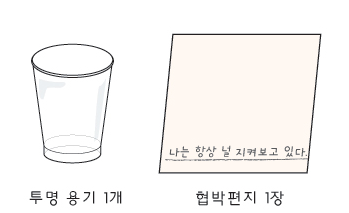 나는 항상 널 지켜보고 있다.
투명 용기 1개
협박편지 1장